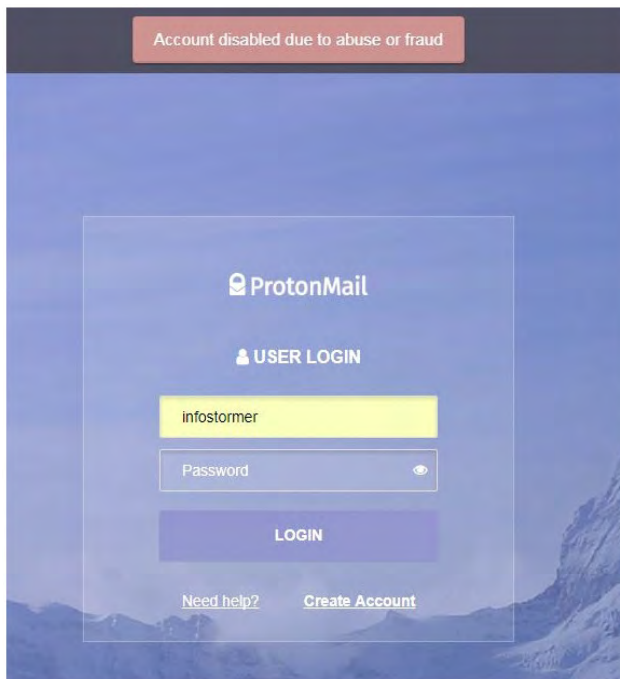 Account disabled due to abuse or fraud
ProtonMail
USER LOGIN
infostormer
Password
LOGIN
Need help? Create Account